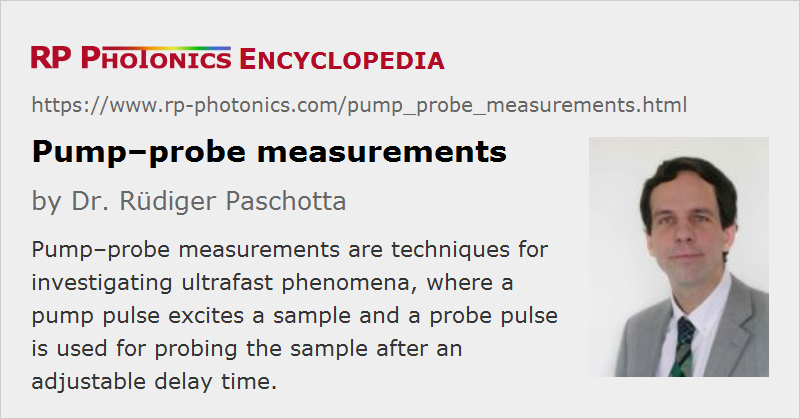 RP PHOTONICS ENCYCLOPEDIA
https://www.rp-photonics.com/pump_probe_measurements.html
Pump–probe measurements
by Dr. Rüdiger Paschotta
Pump–probe measurements are techniques for
investigating ultrafast phenomena, where a
pump pulse excites a sample and a probe pulse
is used for probing the sample after an
adjustable delay time.